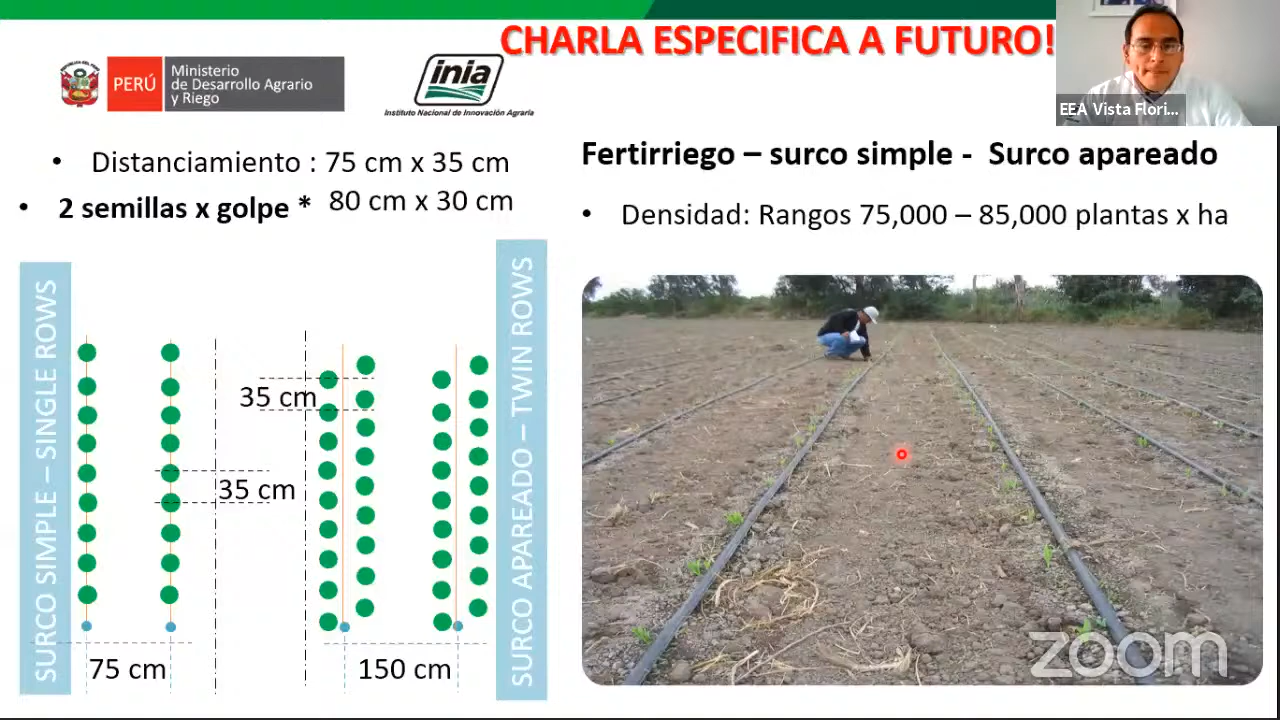 CHARLA ESPECIFICA A FUTURO!
PERÚ
Ministerio
de Desarrollo Agrario
y Riego
inia
Instituto Nacional de Innovación Agraria
EEA Vista Flori...
• Distanciamiento : 75 cm x 35 cm
• 2 semillas x golpe * 80 cm x 30 cm
Fertirriego – surco simple - Surco apareado
• Densidad: Rangos 75,000 – 85,000 plantas x ha
SURCO SIMPLE – SINGLE ROWS
35 cm
35 cm
75 cm
150 cm
SURCO APAREADO – TWIN ROWS
zoom